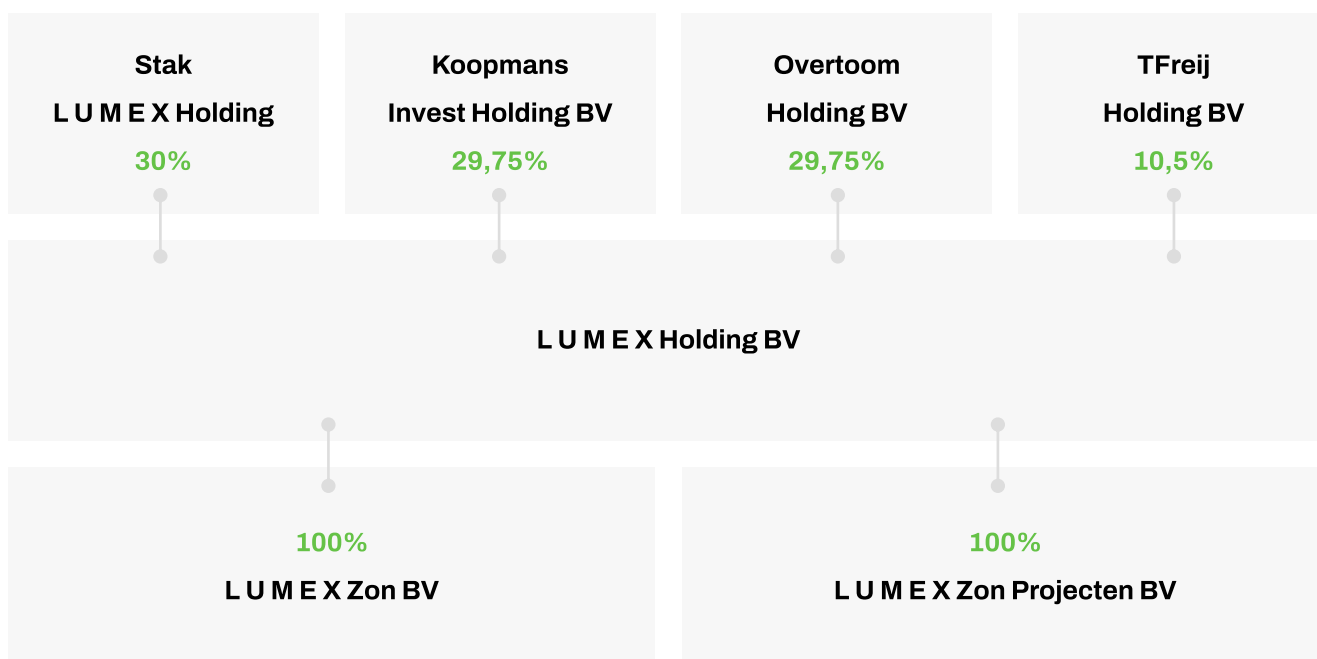 Stak
L U M E X Holding
30%
Koopmans
Invest Holding BV
29,75%
Overtoom
Holding BV
29,75%
TFreij
Holding BV
10,5%
L U M E X Holding BV
100%
L U M E X Zon BV
100%
L U M E X Zon Projecten BV